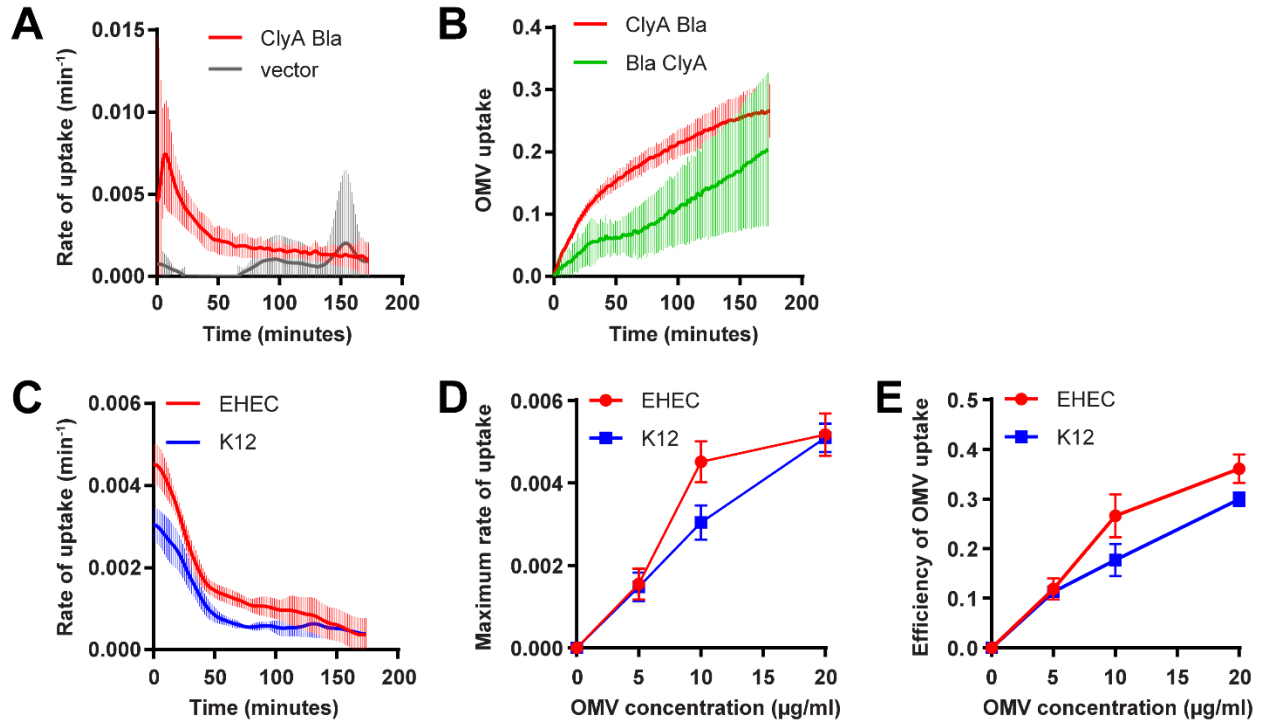 A
0.015
0.010
0.005
0.000
Rate of uptake (min⁻¹)
ClyA Bla
vector
0
50
100
150
200
Time (minutes)
B
0.4
0.3
0.2
0.1
0.0
OMV uptake
ClyA Bla
Bla ClyA
0
50
100
150
200
Time (minutes)
C
0.006
0.004
0.002
0.000
Rate of uptake (min⁻¹)
EHEC
K12
0
50
100
150
200
Time (minutes)
D
0.006
0.004
0.002
0.000
Maximum rate of uptake
EHEC
K12
0
5
10
15
20
OMV concentration (µg/ml)
E
0.5
0.4
0.3
0.2
0.1
0.0
Efficiency of OMV uptake
EHEC
K12
0
5
10
15
20
OMV concentration (µg/ml)